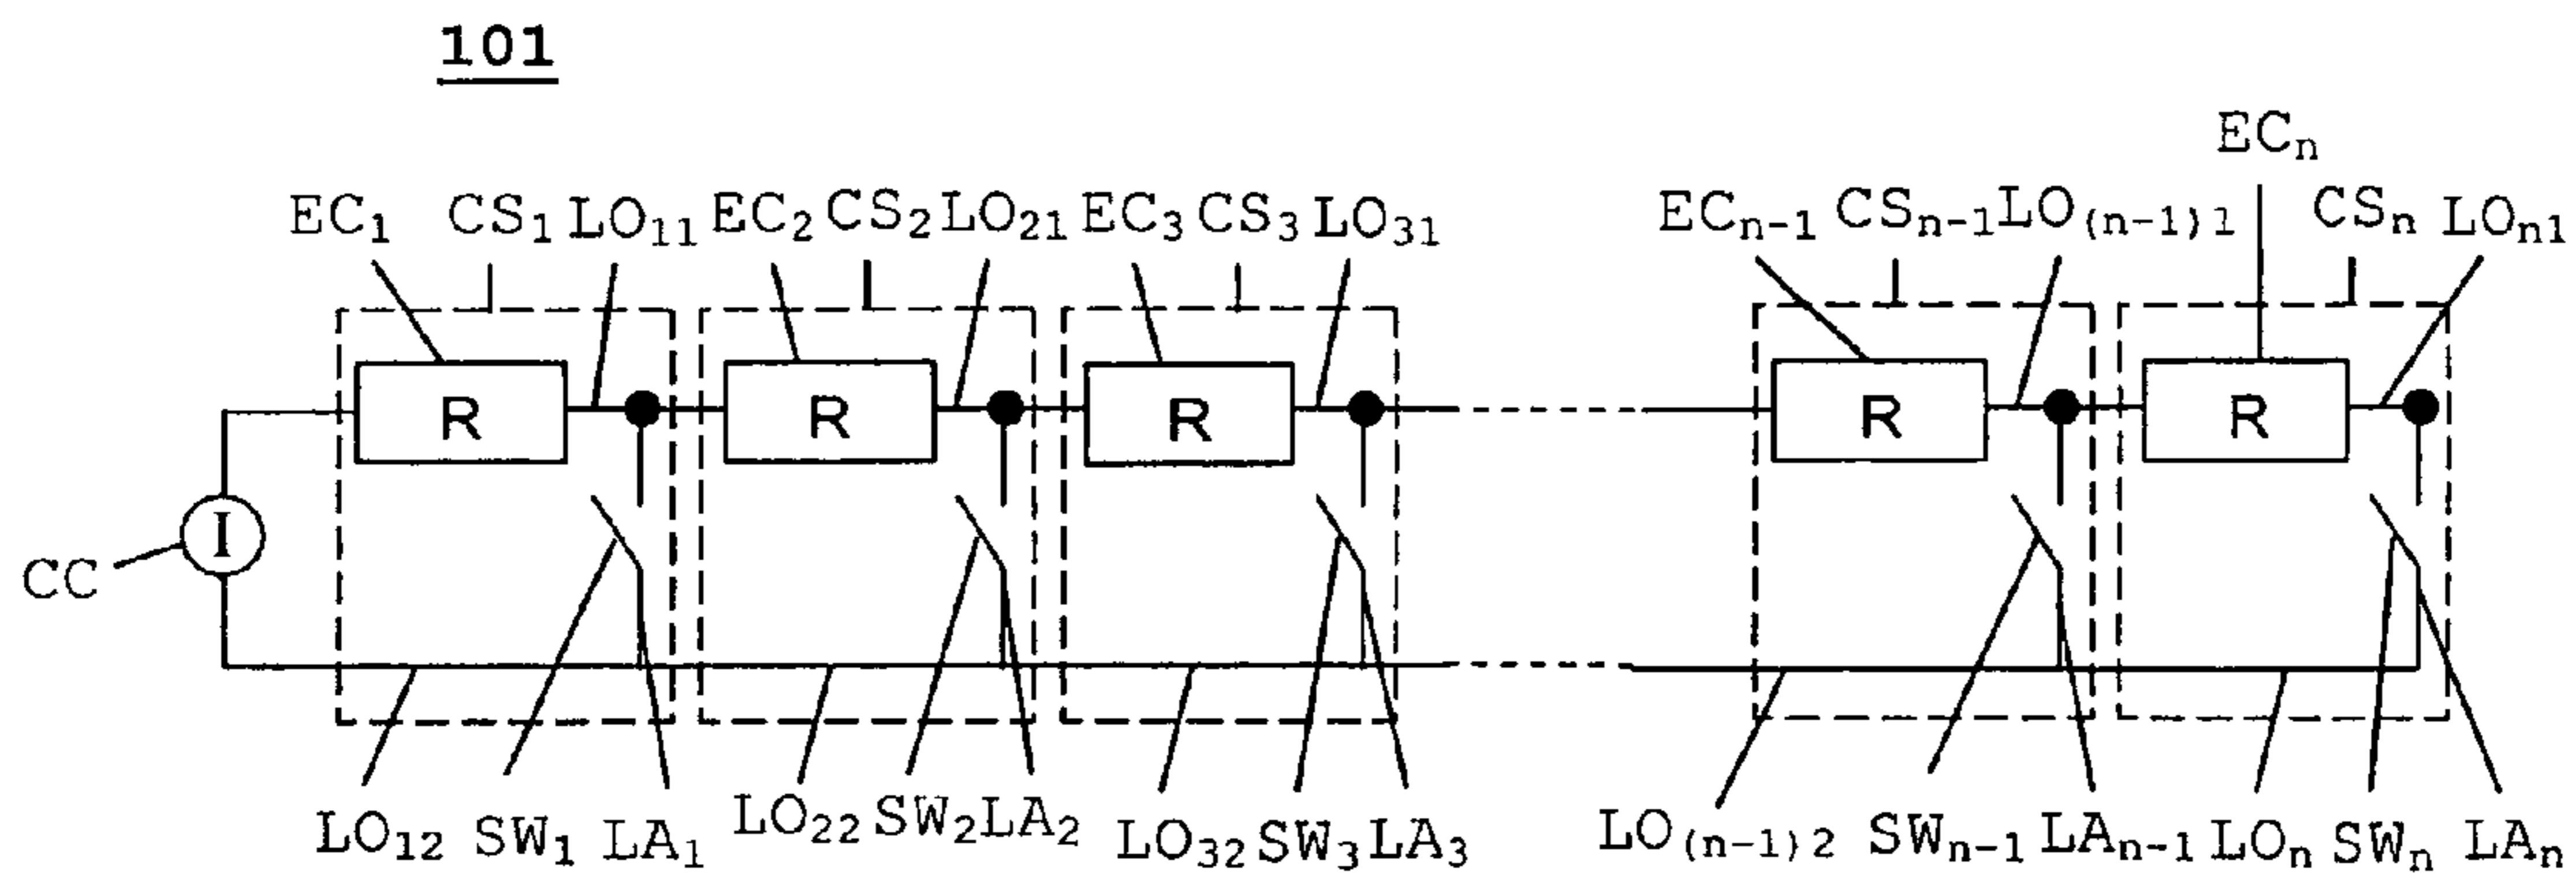 101
ECₙ
EC₁ CS₁ LO₁₁ EC₂ CS₂ LO₂₁ EC₃ CS₃ LO₃₁ ECₙ₋₁ CSₙ₋₁ LO₍ₙ₋₁₎₁ CSₙ LOₙ₁
R R R R R
I
CC
LO₁₂ SW₁ LA₁ LO₂₂ SW₂ LA₂ LO₃₂ SW₃ LA₃ LO₍ₙ₋₁₎₂ SWₙ₋₁ LAₙ₋₁ LOₙ SWₙ LAₙ